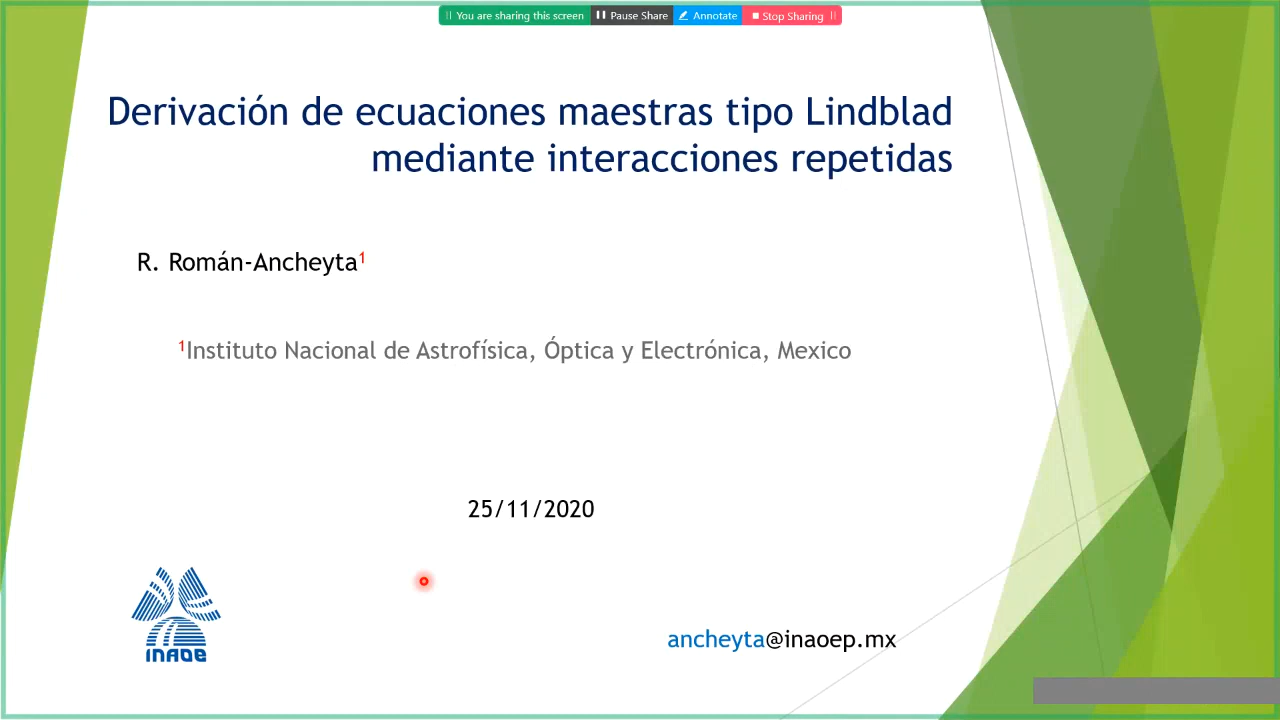 You are sharing this screen Pause Share Annotate Stop Sharing
Derivación de ecuaciones maestras tipo Lindblad
mediante interacciones repetidas
R. Román-Ancheyta1
1Instituto Nacional de Astrofísica, Óptica y Electrónica, Mexico
25/11/2020
INAOE
ancheyta@inaoep.mx